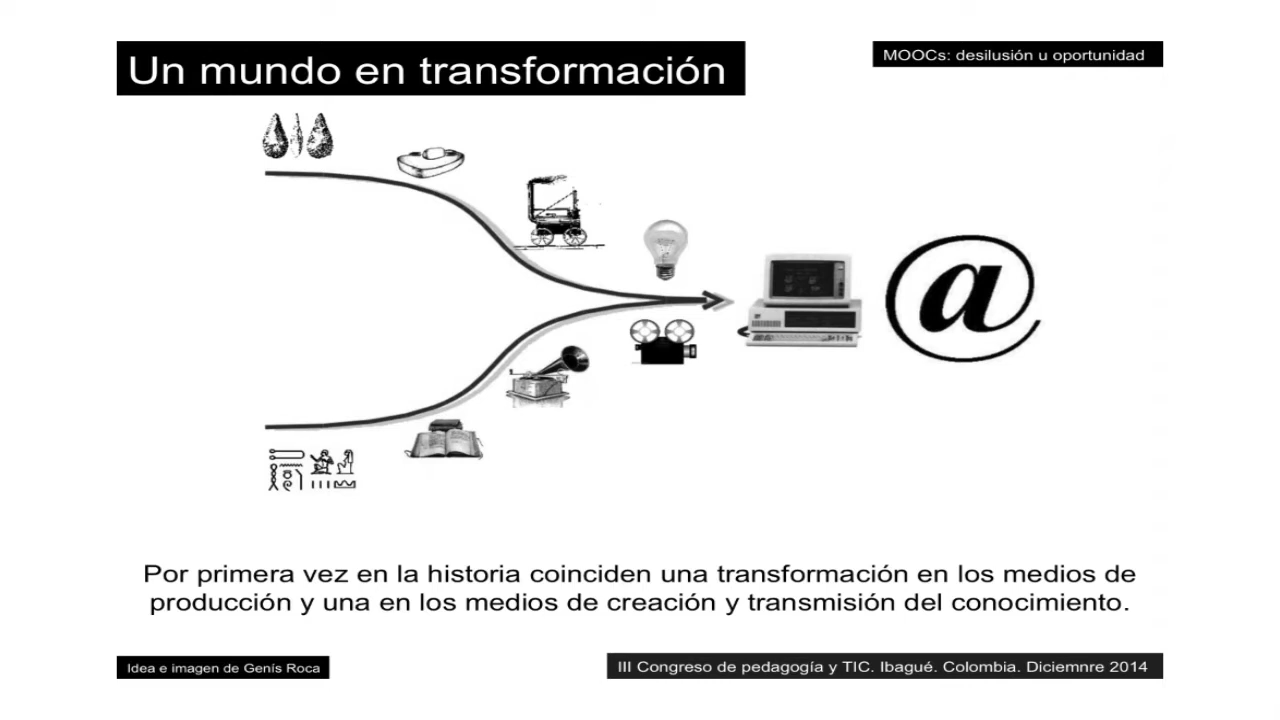 Un mundo en transformación
MOOCs: desilusión u oportunidad
@
Por primera vez en la historia coinciden una transformación en los medios de
producción y una en los medios de creación y transmisión del conocimiento.
Idea e imagen de Genís Roca
III Congreso de pedagogía y TIC. Ibagué. Colombia. Diciemnre 2014